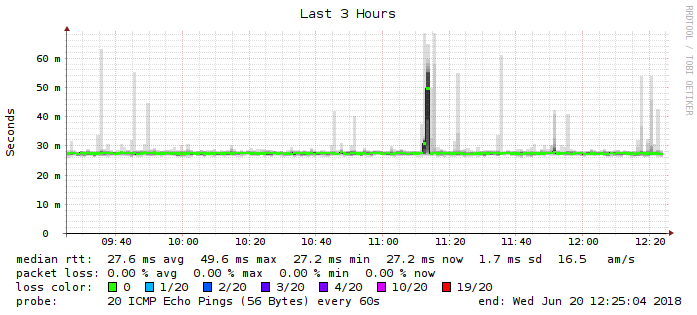 Last 3 Hours
RRDTOOL / TOBI OETIKER
Seconds
60 m
50 m
40 m
30 m
20 m
10 m
0
09:40 10:00 10:20 10:40 11:00 11:20 11:40 12:00 12:20
median rtt: 27.6 ms avg 49.6 ms max 27.2 ms min 27.2 ms now 1.7 ms sd 16.5 am/s
packet loss: 0.00 % avg 0.00 % max 0.00 % min 0.00 % now
loss color: 0 1/20 2/20 3/20 4/20 10/20 19/20
probe: 20 ICMP Echo Pings (56 Bytes) every 60s end: Wed Jun 20 12:25:04 2018